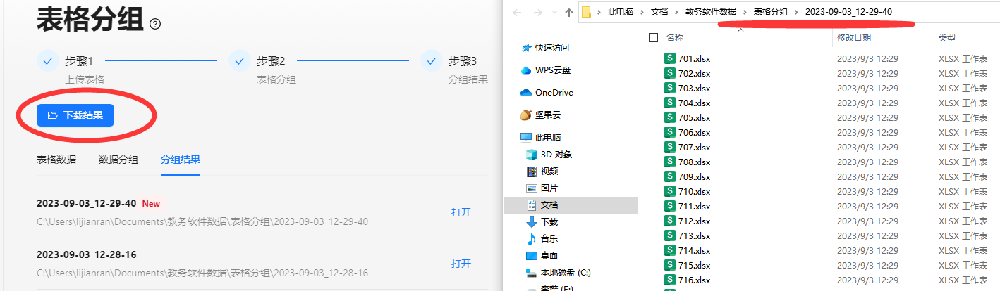 表格分组
步骤1
步骤2
步骤3
上传表格
表格分组
分组结果
下载结果
表格数据
数据分组
分组结果
2023-09-03_12-29-40 New
C:\Users\lijianran\Documents\教务软件数据\表格分组\2023-09-03_12-29-40
打开
2023-09-03_12-28-16
C:\Users\lijianran\Documents\教务软件数据\表格分组\2023-09-03_12-28-16
打开
此电脑 > 文档 > 教务软件数据 > 表格分组 > 2023-09-03_12-29-40
快速访问
WPS云盘
OneDrive
坚果云
此电脑
3D 对象
视频
图片
文档
下载
音乐
桌面
本地磁盘 (C:)
名称 修改日期 类型
701.xlsx 2023/9/3 12:29 XLSX 工作表
702.xlsx 2023/9/3 12:29 XLSX 工作表
703.xlsx 2023/9/3 12:29 XLSX 工作表
704.xlsx 2023/9/3 12:29 XLSX 工作表
705.xlsx 2023/9/3 12:29 XLSX 工作表
706.xlsx 2023/9/3 12:29 XLSX 工作表
707.xlsx 2023/9/3 12:29 XLSX 工作表
708.xlsx 2023/9/3 12:29 XLSX 工作表
709.xlsx 2023/9/3 12:29 XLSX 工作表
710.xlsx 2023/9/3 12:29 XLSX 工作表
711.xlsx 2023/9/3 12:29 XLSX 工作表
712.xlsx 2023/9/3 12:29 XLSX 工作表
713.xlsx 2023/9/3 12:29 XLSX 工作表
714.xlsx 2023/9/3 12:29 XLSX 工作表
715.xlsx 2023/9/3 12:29 XLSX 工作表
716.xlsx 2023/9/3 12:29 XLSX 工作表